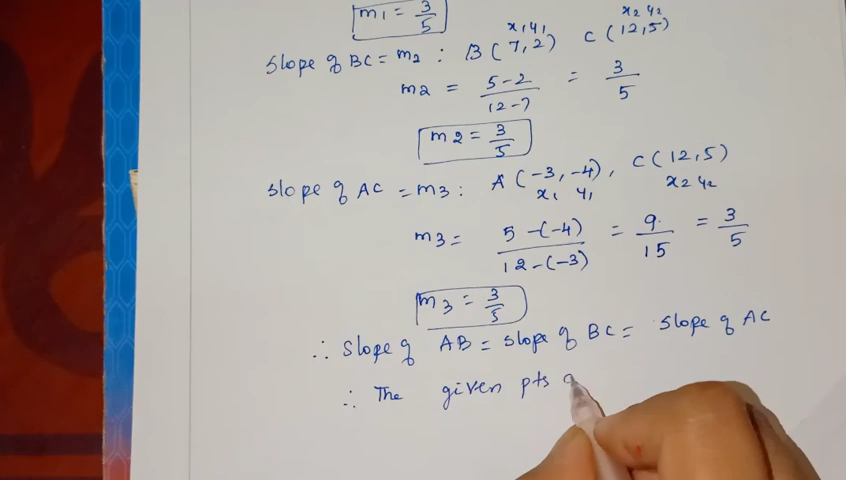 m1 = 3/5
x1 y1 x2 y2
Slope of BC = m2 : B(7,2) C(12,5)
m2 = 5-2/12-7 = 3/5
m2 = 3/5
Slope of AC = m3 : A(-3,-4), C(12,5)
x1 y1 x2 y2
m3 = 5-(-4)/12-(-3) = 9/15 = 3/5
m3 = 3/5
∴ Slope of AB = Slope of BC = Slope of AC
∴ The given pts